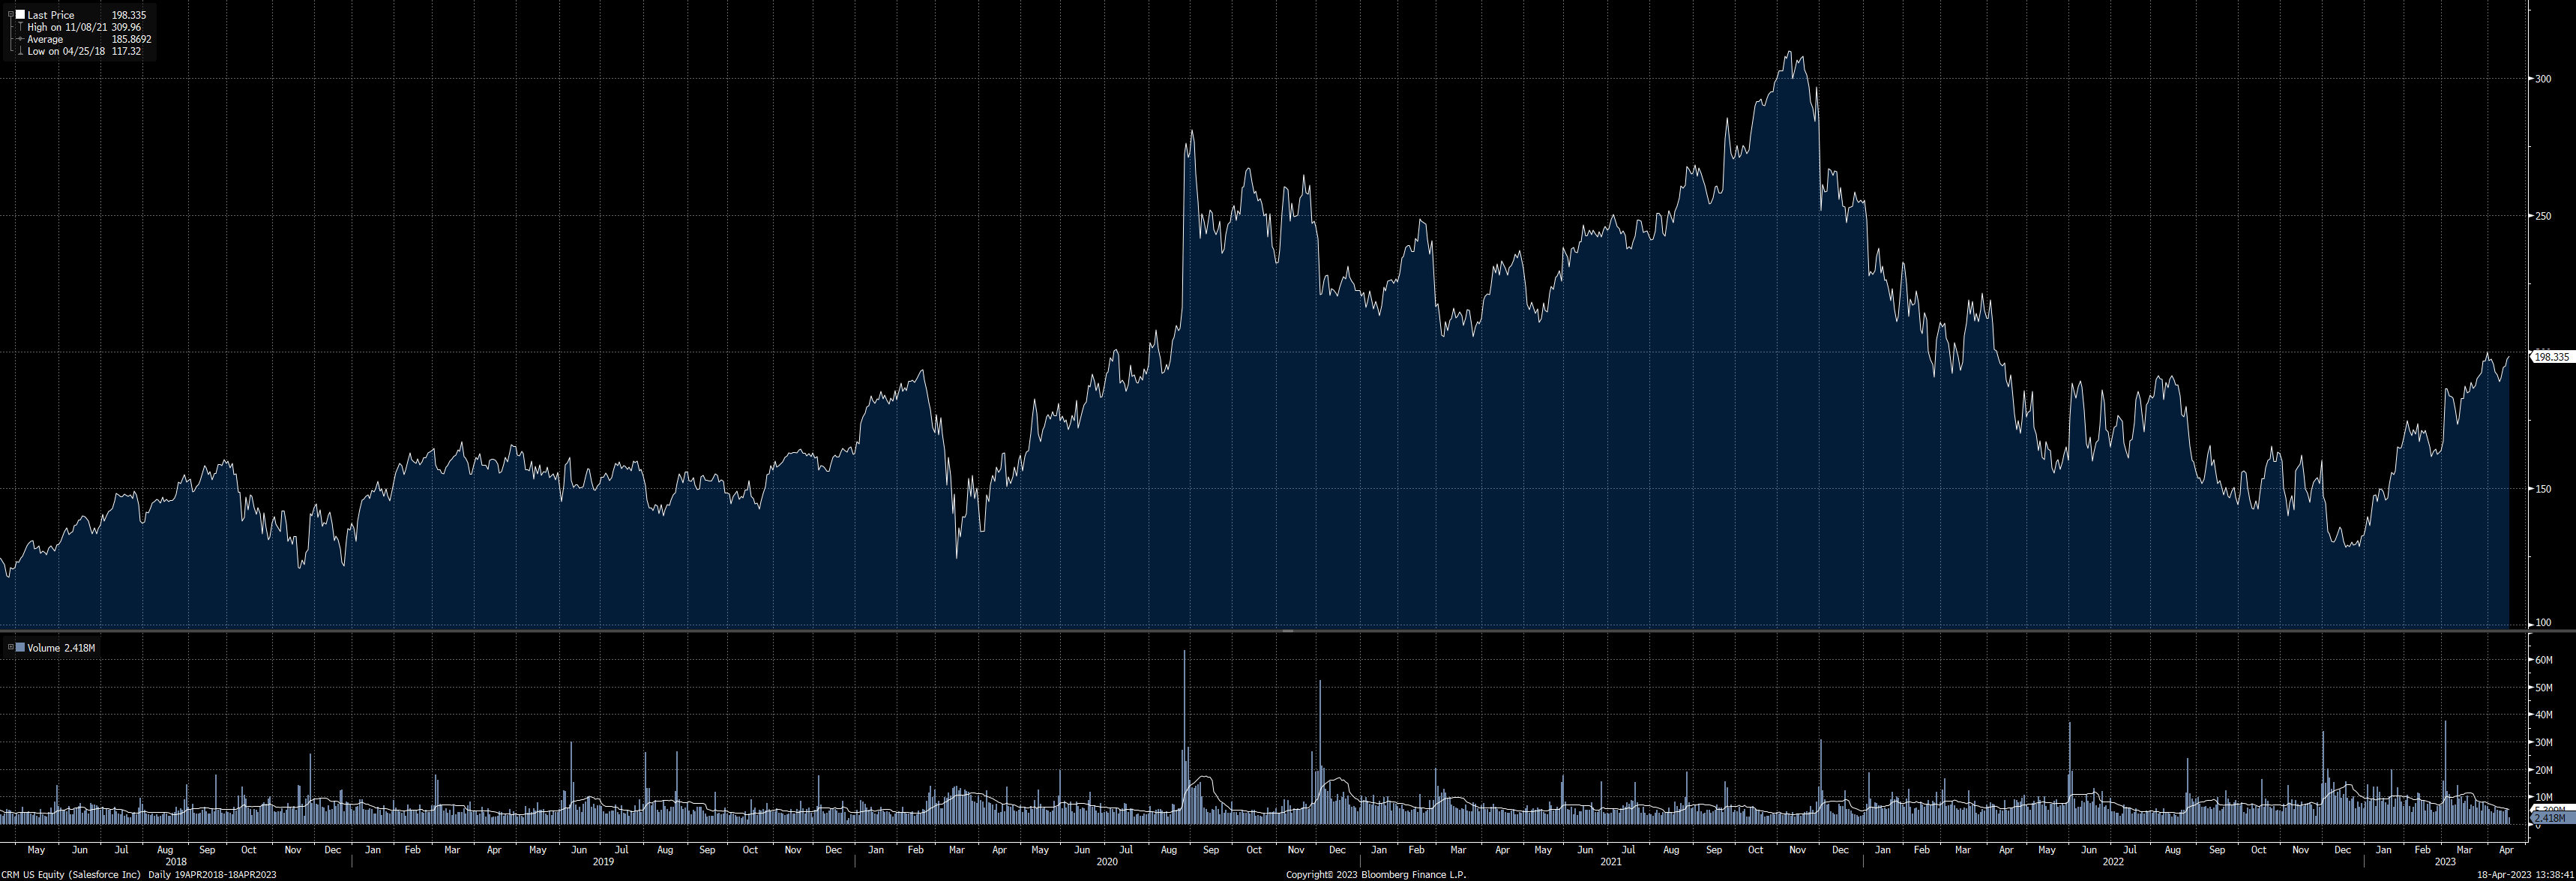 Last Price 198.335
High on 11/08/21 309.96
Average 185.8692
Low on 04/25/18 117.32
300
250
198.335
150
100
Volume 2.418M
60M
50M
40M
30M
20M
10M
2.418M
0
May Jun Jul Aug Sep Oct Nov Dec Jan Feb Mar Apr May Jun Jul Aug Sep Oct Nov Dec Jan Feb Mar Apr May Jun Jul Aug Sep Oct Nov Dec Jan Feb Mar Apr May Jun Jul Aug Sep Oct Nov Dec Jan Feb Mar Apr May Jun Jul Aug Sep Oct Nov Dec Jan Feb Mar Apr
2018 2019 2020 2021 2022 2023
CRM US Equity (Salesforce Inc) Daily 19APR2018-18APR2023 Copyright© 2023 Bloomberg Finance L.P. 18-Apr-2023 13:38:41